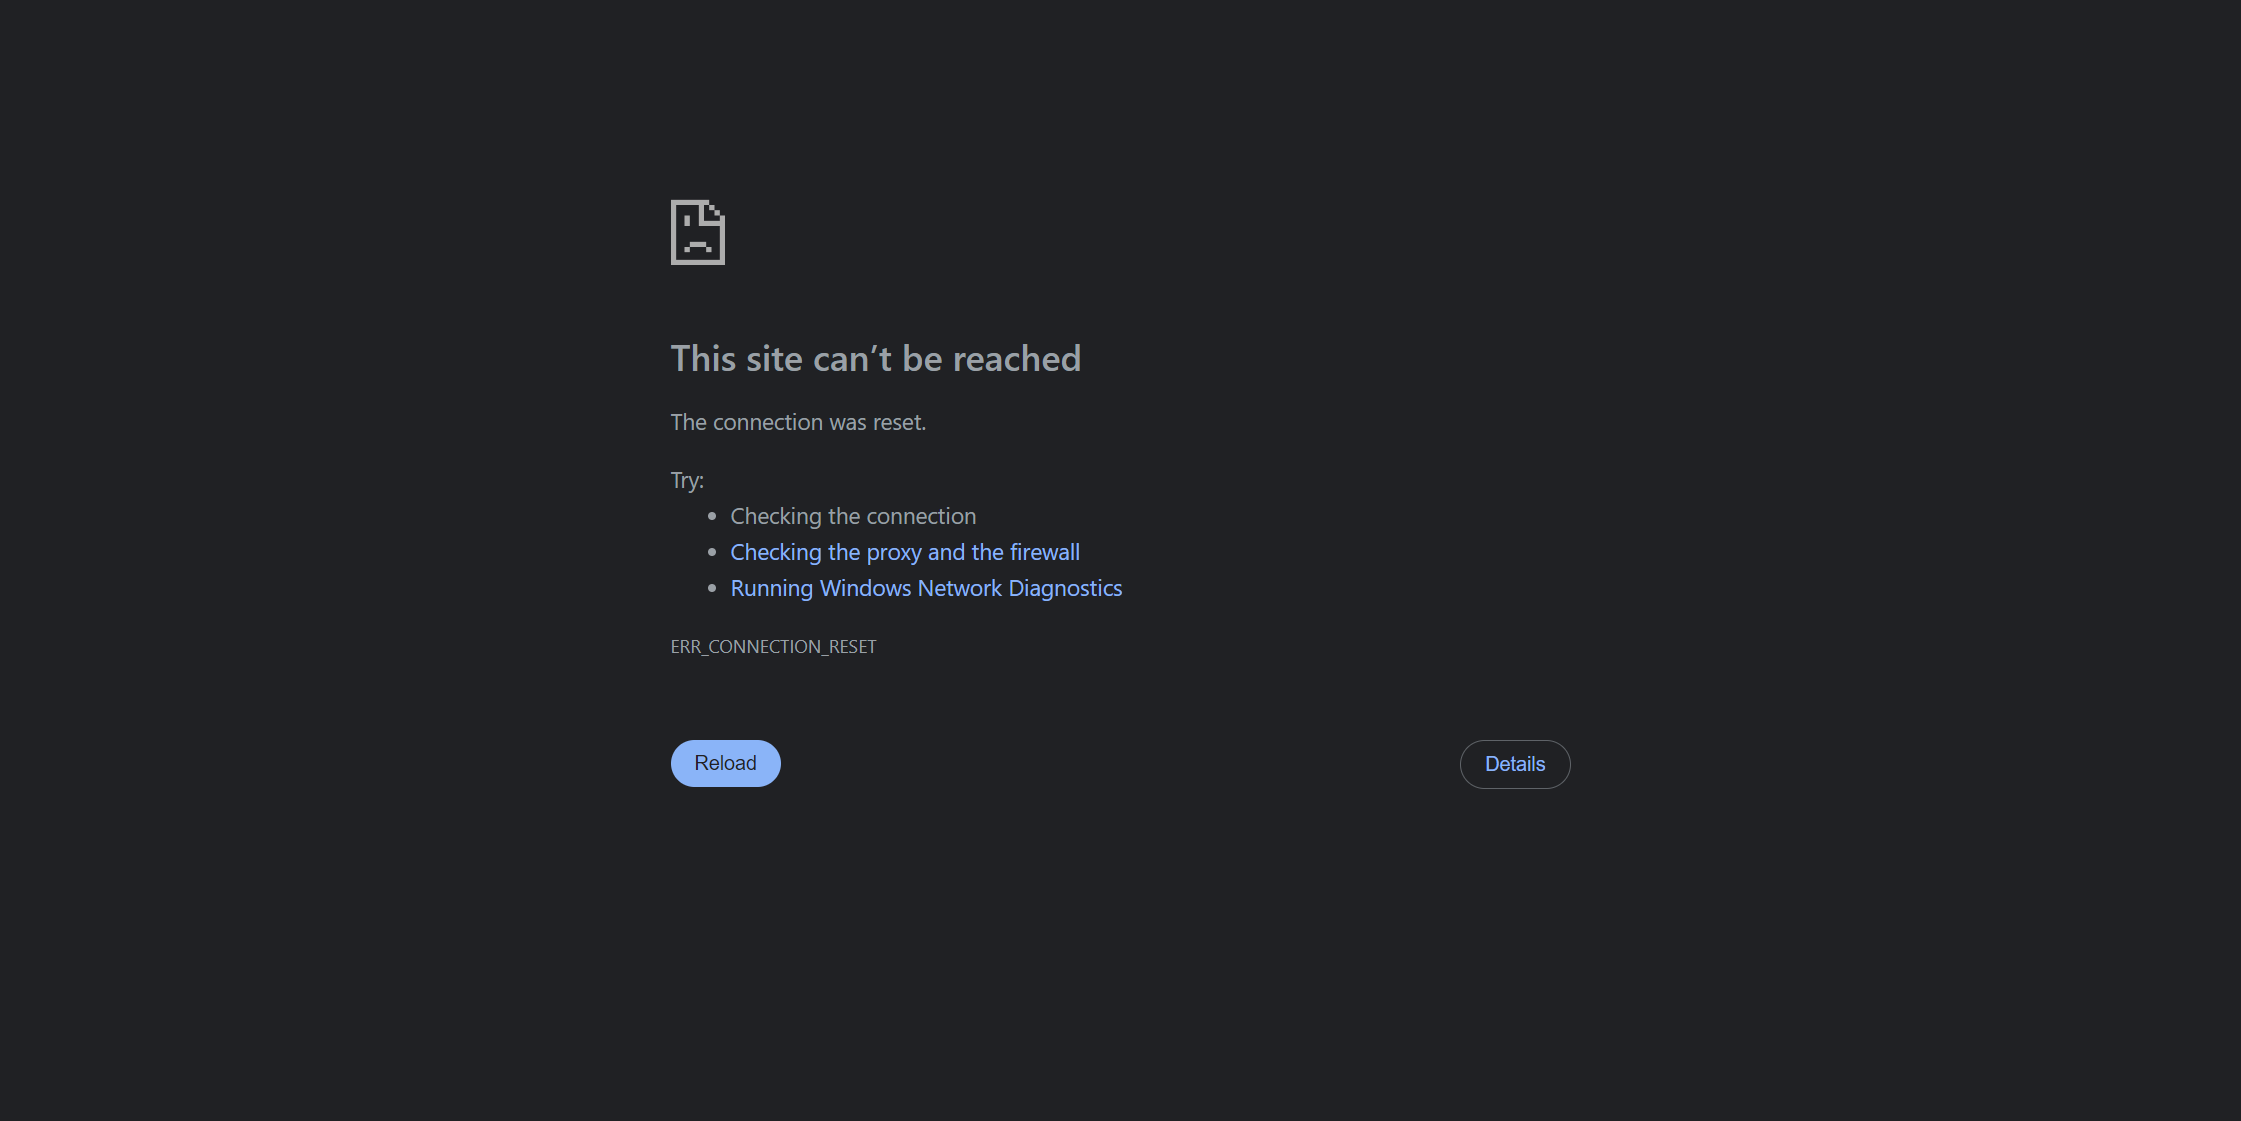 This site can’t be reached
The connection was reset.
Try:
Checking the connection
Checking the proxy and the firewall
Running Windows Network Diagnostics
ERR_CONNECTION_RESET
Reload
Details